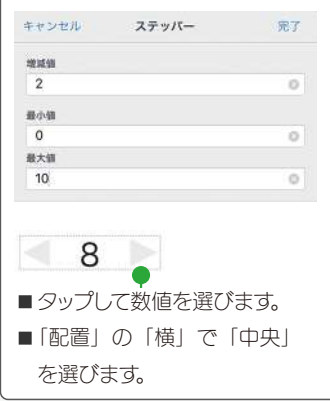 キャンセル ステッパー 完了
増減値
2
最小値
0
最大値
10
8
■タップして数値を選びます。
■「配置」の「横」で「中央」
を選びます。